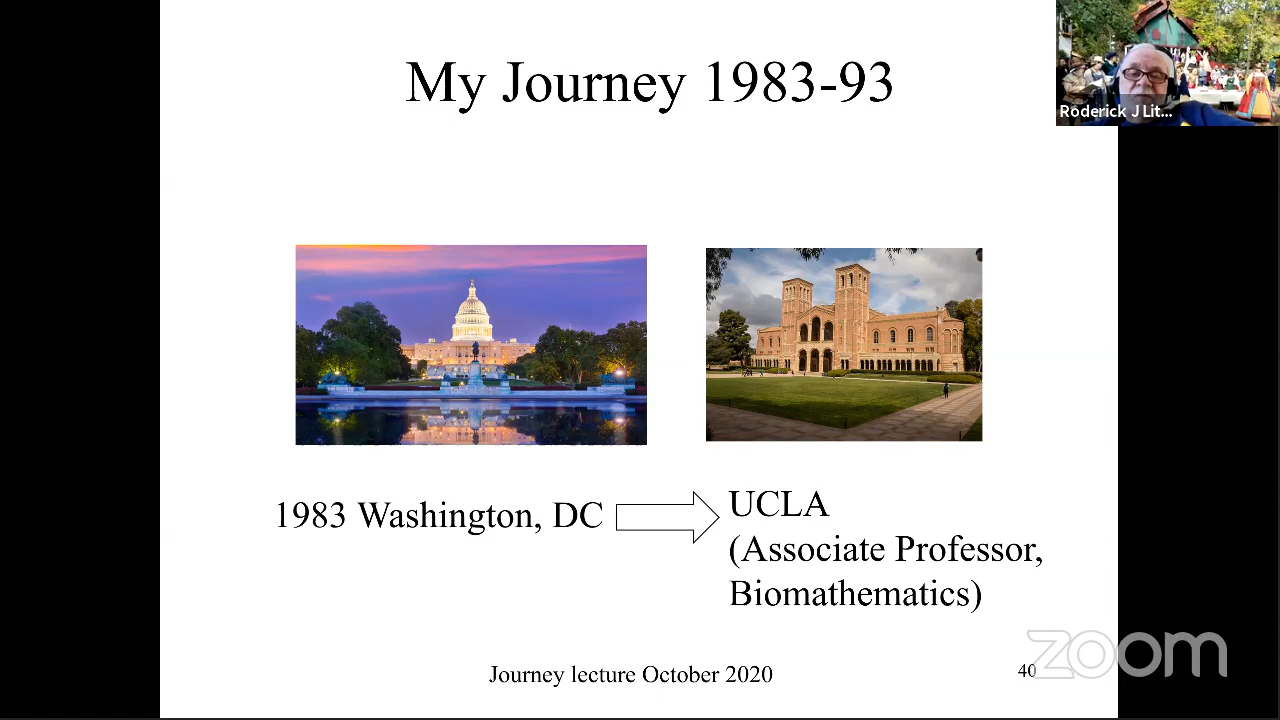 My Journey 1983-93
Roderick J Lit...
1983 Washington, DC
UCLA
(Associate Professor,
Biomathematics)
Journey lecture October 2020
40
zoom